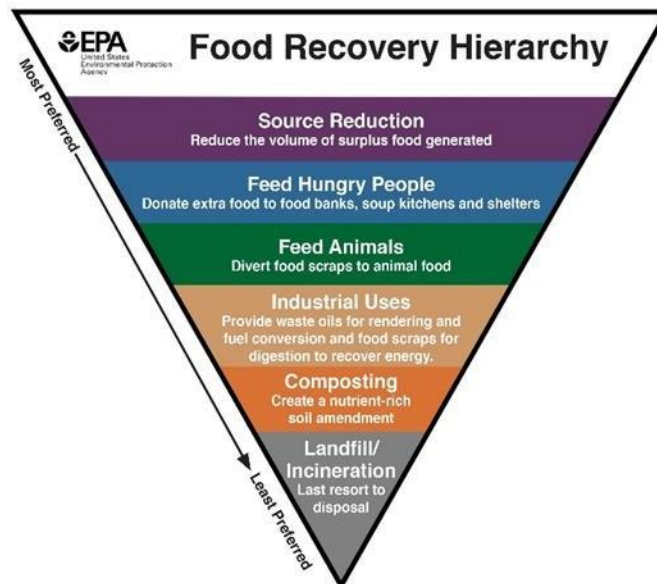 EPA
United States
Environmental Protection
Agency
Food Recovery Hierarchy
Most Preferred
Source Reduction
Reduce the volume of surplus food generated
Feed Hungry People
Donate extra food to food banks, soup kitchens and shelters
Feed Animals
Divert food scraps to animal food
Industrial Uses
Provide waste oils for rendering and
fuel conversion and food scraps for
digestion to recover energy.
Composting
Create a nutrient-rich
soil amendment
Landfill/
Incineration
Last resort to
disposal
Least Preferred